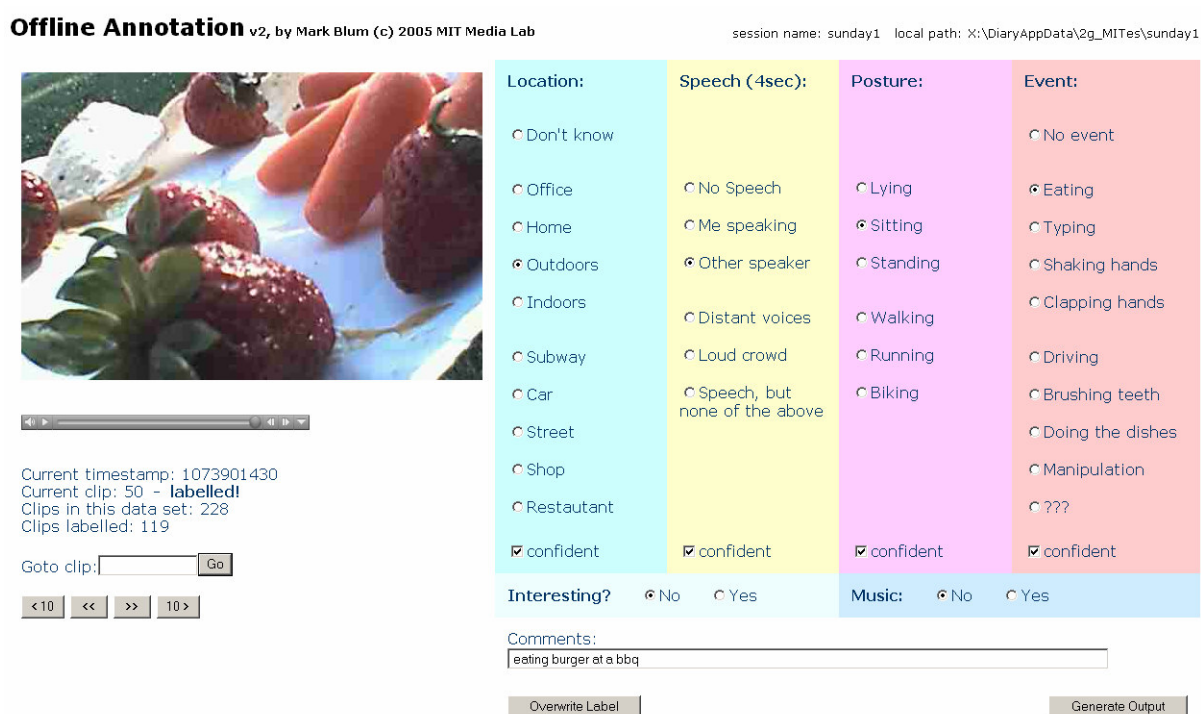 Offline Annotation v2, by Mark Blum (c) 2005 MIT Media Lab
session name: sunday1 local path: X:\DiaryAppData\2g_MITes\sunday1
Location:
Don't know
Office
Home
Outdoors
Indoors
Subway
Car
Street
Shop
Restautant
confident
Speech (4sec):
No Speech
Me speaking
Other speaker
Distant voices
Loud crowd
Speech, but
none of the above
confident
Posture:
Lying
Sitting
Standing
Walking
Running
Biking
confident
Event:
No event
Eating
Typing
Shaking hands
Clapping hands
Driving
Brushing teeth
Doing the dishes
Manipulation
???
confident
Current timestamp: 1073901430
Current clip: 50 - labelled!
Clips in this data set: 228
Clips labelled: 119
Goto clip: Go
<10 << >> 10>
Interesting? No Yes
Music: No Yes
Comments:
eating burger at a bbq
Overwrite Label
Generate Output